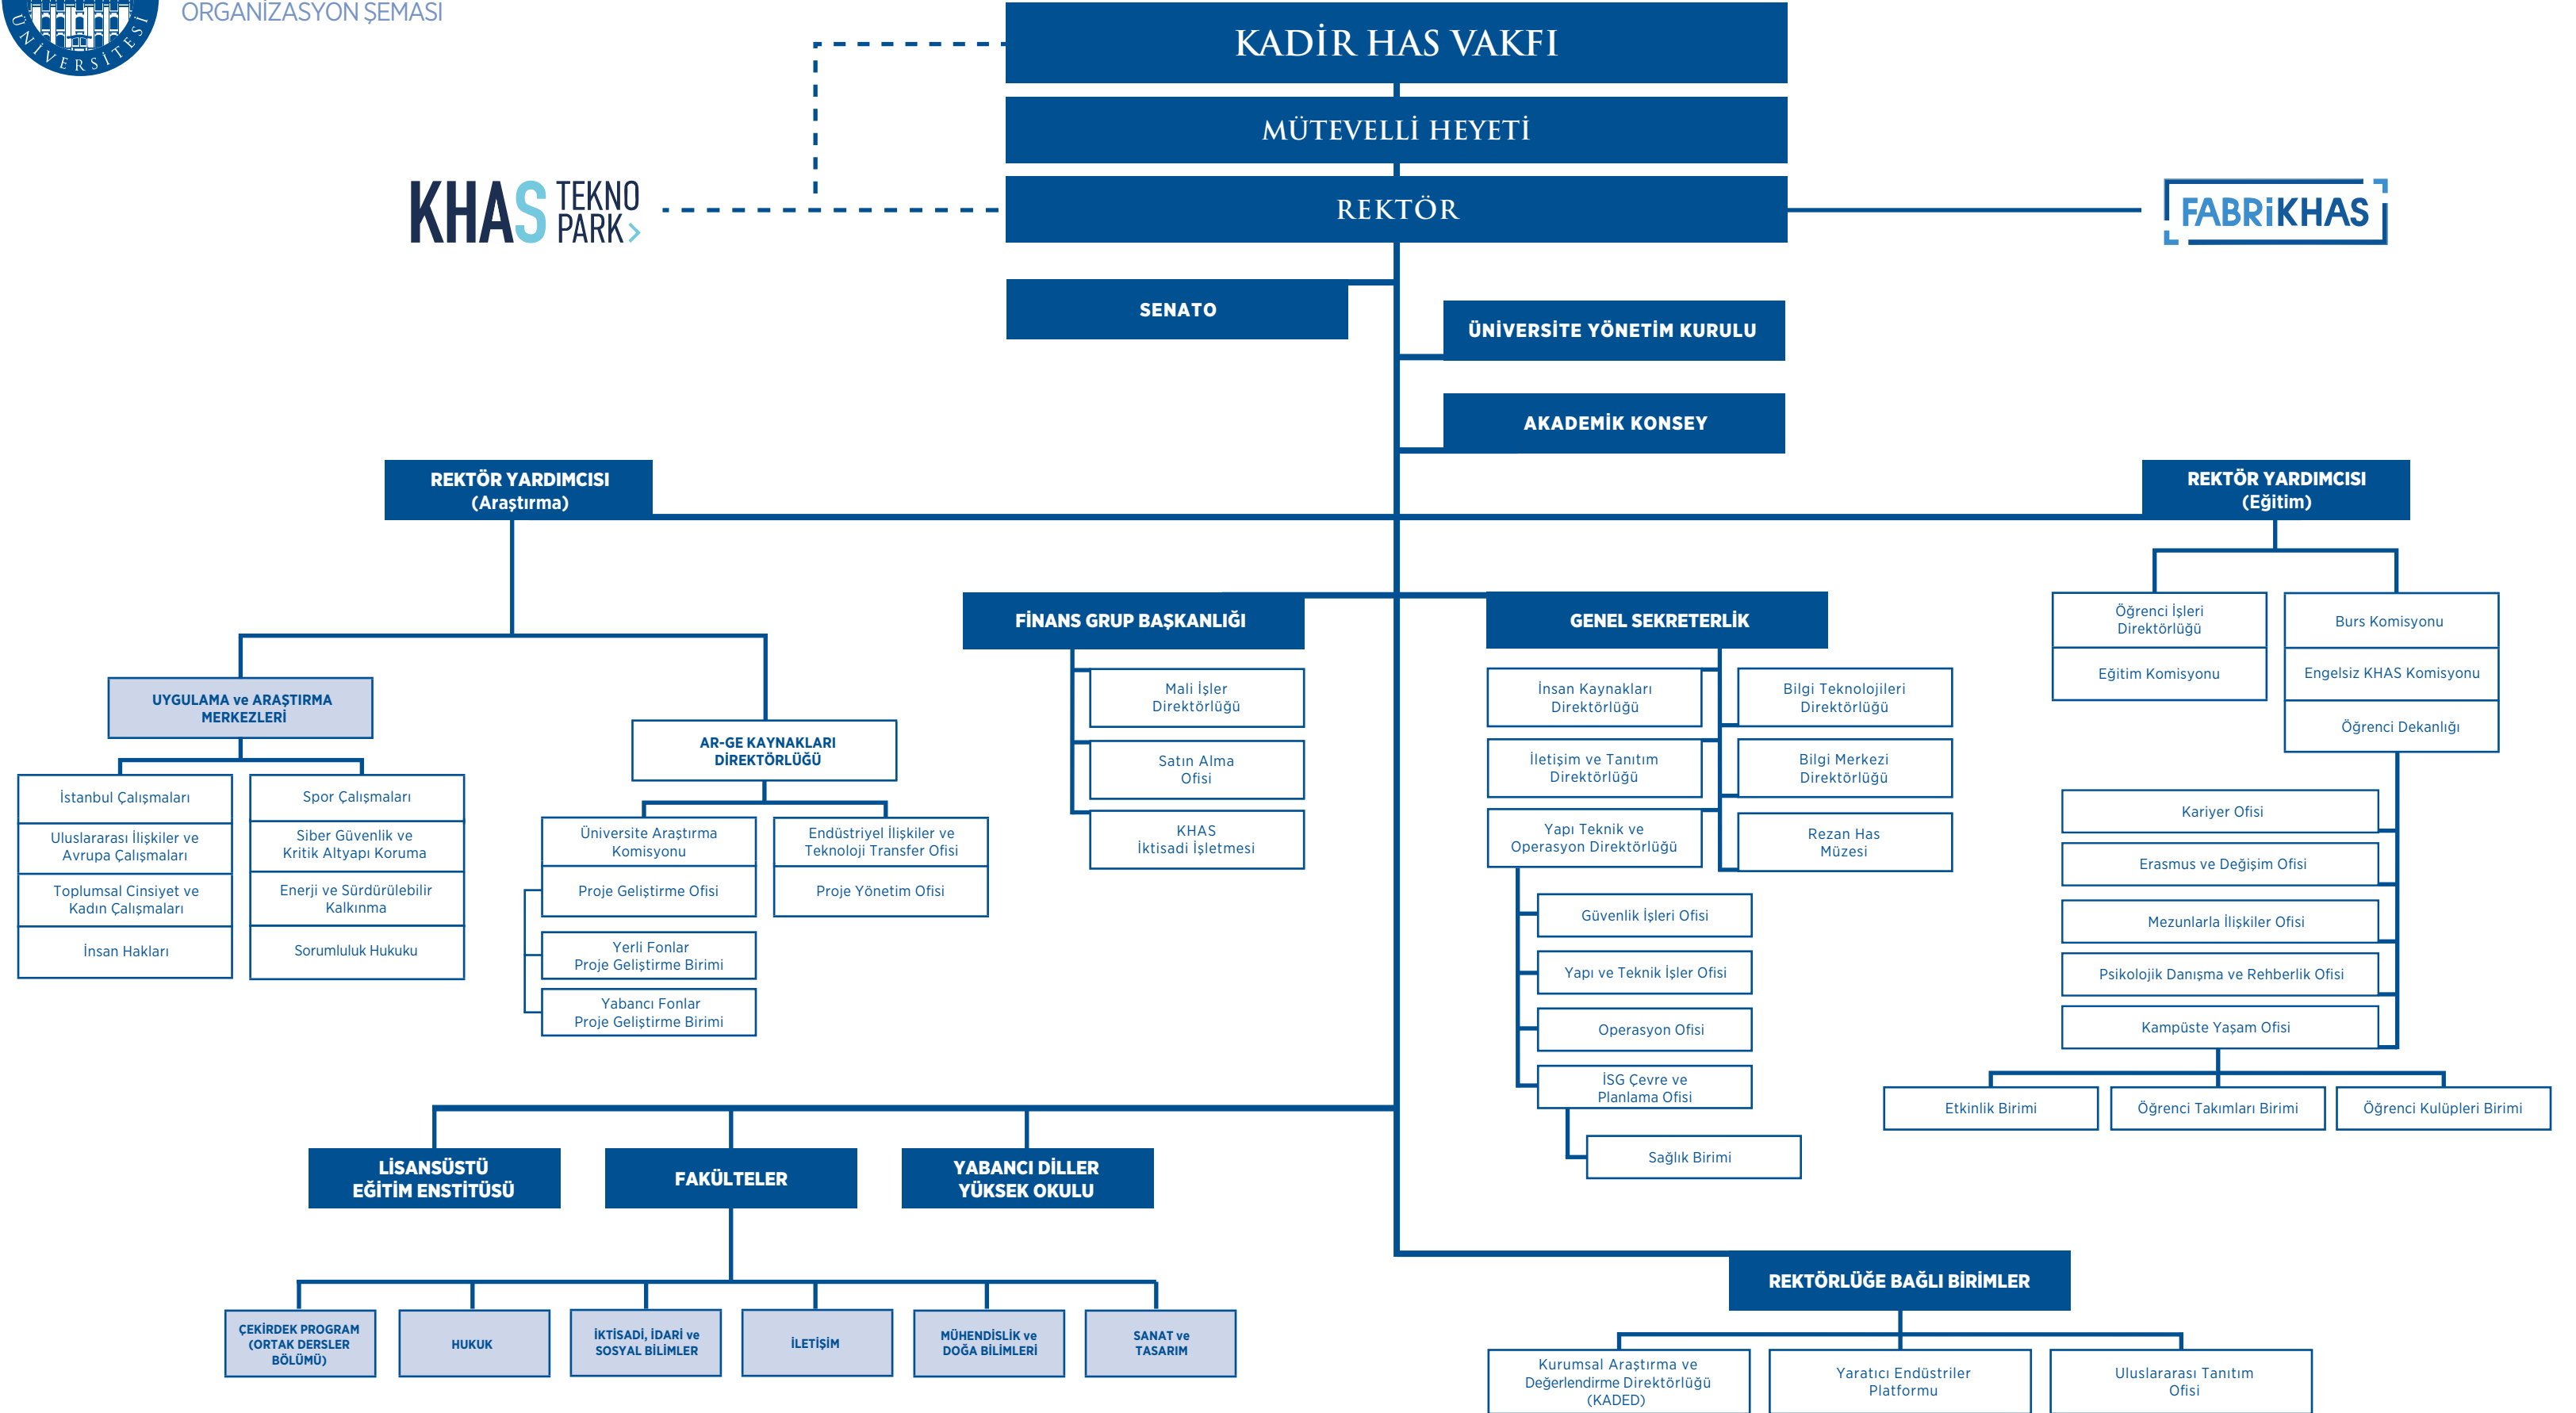 ORGANİZASYON ŞEMASI
ÜNİVERSİTESİ
KADİR HAS VAKFI
MÜTEVELLİ HEYETİ
REKTÖR
KHAS TEKNO
PARK
FABRiKHAS
SENATO
ÜNİVERSİTE YÖNETİM KURULU
AKADEMİK KONSEY
REKTÖR YARDIMCISI
(Araştırma)
REKTÖR YARDIMCISI
(Eğitim)
FİNANS GRUP BAŞKANLIĞI
Mali İşler
Direktörlüğü
Satın Alma
Ofisi
KHAS
İktisadi İşletmesi
GENEL SEKRETERLİK
İnsan Kaynakları
Direktörlüğü
Bilgi Teknolojileri
Direktörlüğü
İletişim ve Tanıtım
Direktörlüğü
Bilgi Merkezi
Direktörlüğü
Yapı Teknik ve
Operasyon Direktörlüğü
Rezan Has
Müzesi
Güvenlik İşleri Ofisi
Yapı ve Teknik İşler Ofisi
Operasyon Ofisi
İSG Çevre ve
Planlama Ofisi
Sağlık Birimi
Öğrenci İşleri
Direktörlüğü
Eğitim Komisyonu
Burs Komisyonu
Engelsiz KHAS Komisyonu
Öğrenci Dekanlığı
Kariyer Ofisi
Erasmus ve Değişim Ofisi
Mezunlarla İlişkiler Ofisi
Psikolojik Danışma ve Rehberlik Ofisi
Kampüste Yaşam Ofisi
Etkinlik Birimi
Öğrenci Takımları Birimi
Öğrenci Kulüpleri Birimi
UYGULAMA ve ARAŞTIRMA
MERKEZLERİ
İstanbul Çalışmaları
Uluslararası İlişkiler ve
Avrupa Çalışmaları
Toplumsal Cinsiyet ve
Kadın Çalışmaları
İnsan Hakları
Spor Çalışmaları
Siber Güvenlik ve
Kritik Altyapı Koruma
Enerji ve Sürdürülebilir
Kalkınma
Sorumluluk Hukuku
AR-GE KAYNAKLARI
DİREKTÖRLÜĞÜ
Üniversite Araştırma
Komisyonu
Proje Geliştirme Ofisi
Endüstriyel İlişkiler ve
Teknoloji Transfer Ofisi
Proje Yönetim Ofisi
Yerli Fonlar
Proje Geliştirme Birimi
Yabancı Fonlar
Proje Geliştirme Birimi
LİSANSÜSTÜ
EĞİTİM ENSTİTÜSÜ
FAKÜLTELER
YABANCI DİLLER
YÜKSEK OKULU
ÇEKİRDEK PROGRAM
(ORTAK DERSLER
BÖLÜMÜ)
HUKUK
İKTİSADİ, İDARİ ve
SOSYAL BİLİMLER
İLETİŞİM
MÜHENDİSLİK ve
DOĞA BİLİMLERİ
SANAT ve
TASARIM
REKTÖRLÜĞE BAĞLI BİRİMLER
Kurumsal Araştırma ve
Değerlendirme Direktörlüğü
(KADED)
Yaratıcı Endüstriler
Platformu
Uluslararası Tanıtım
Ofisi